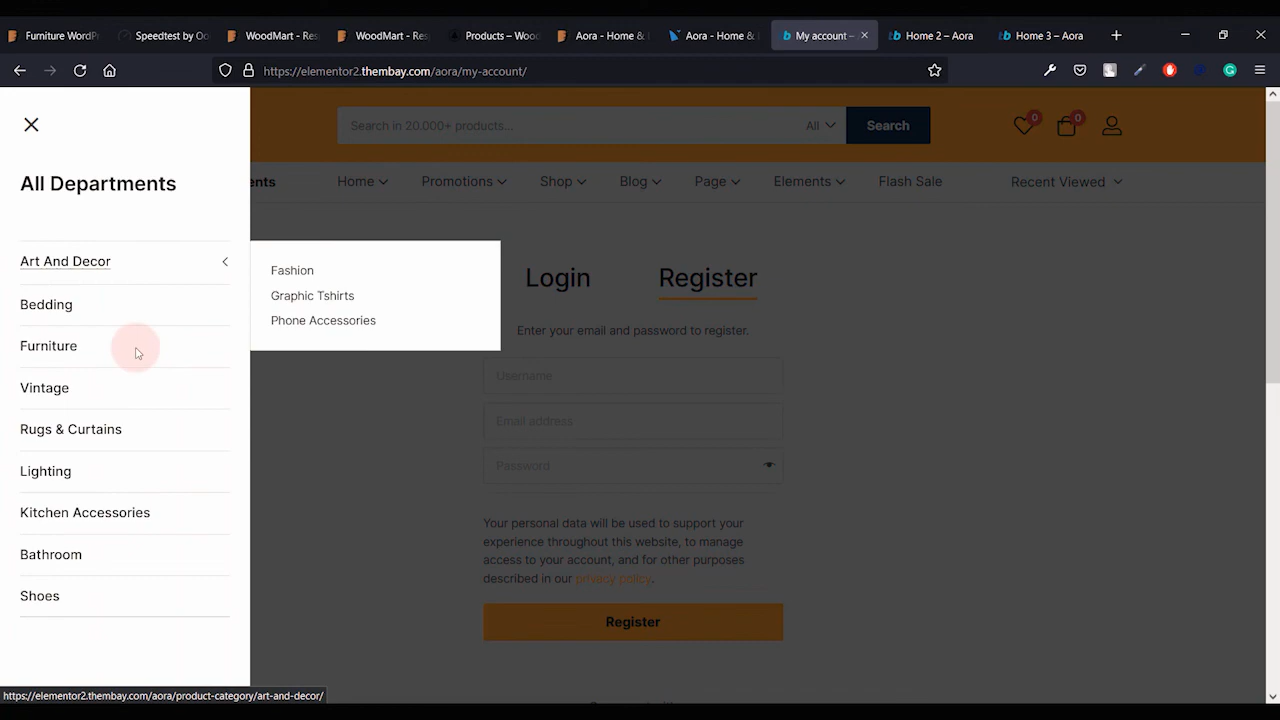 Furniture WordPr
Speedtest by Oo
WoodMart - Res
WoodMart - Res
Products – Wood
Aora - Home &
Aora - Home &
My account –
Home 2 – Aora
Home 3 – Aora
https://elementor2.thembay.com/aora/my-account/
Search in 20.000+ products...
All
Search
0
0
All Departments
ents
Home
Promotions
Shop
Blog
Page
Elements
Flash Sale
Recent Viewed
Art And Decor
Bedding
Furniture
Vintage
Rugs & Curtains
Lighting
Kitchen Accessories
Bathroom
Shoes
Fashion
Graphic Tshirts
Phone Accessories
Login
Register
Enter your email and password to register.
Username
Email address
Password
Your personal data will be used to support your
experience throughout this website, to manage
access to your account, and for other purposes
described in our privacy policy.
Register
https://elementor2.thembay.com/aora/product-category/art-and-decor/